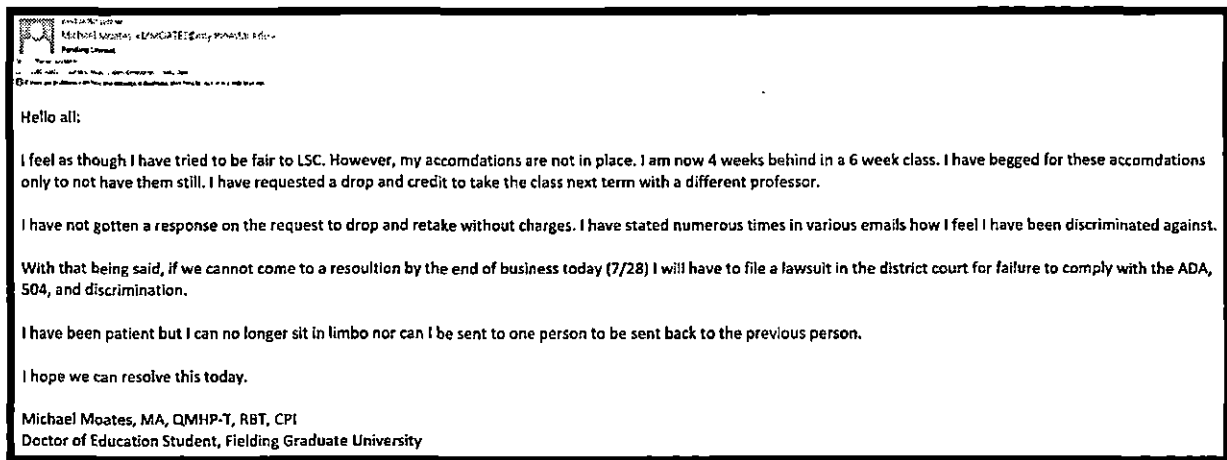 Michael Moates
Hello all:
I feel as though I have tried to be fair to LSC. However, my accomdations are not in place. I am now 4 weeks behind in a 6 week class. I have begged for these accomdations
only to not have them still. I have requested a drop and credit to take the class next term with a different professor.
I have not gotten a response on the request to drop and retake without charges. I have stated numerous times in various emails how I feel I have been discriminated against.
With that being said, if we cannot come to a resoultion by the end of business today (7/28) I will have to file a lawsuit in the district court for failure to comply with the ADA,
504, and discrimination.
I have been patient but I can no longer sit in limbo nor can I be sent to one person to be sent back to the previous person.
I hope we can resolve this today.
Michael Moates, MA, QMHP-T, RBT, CPI
Doctor of Education Student, Fielding Graduate University